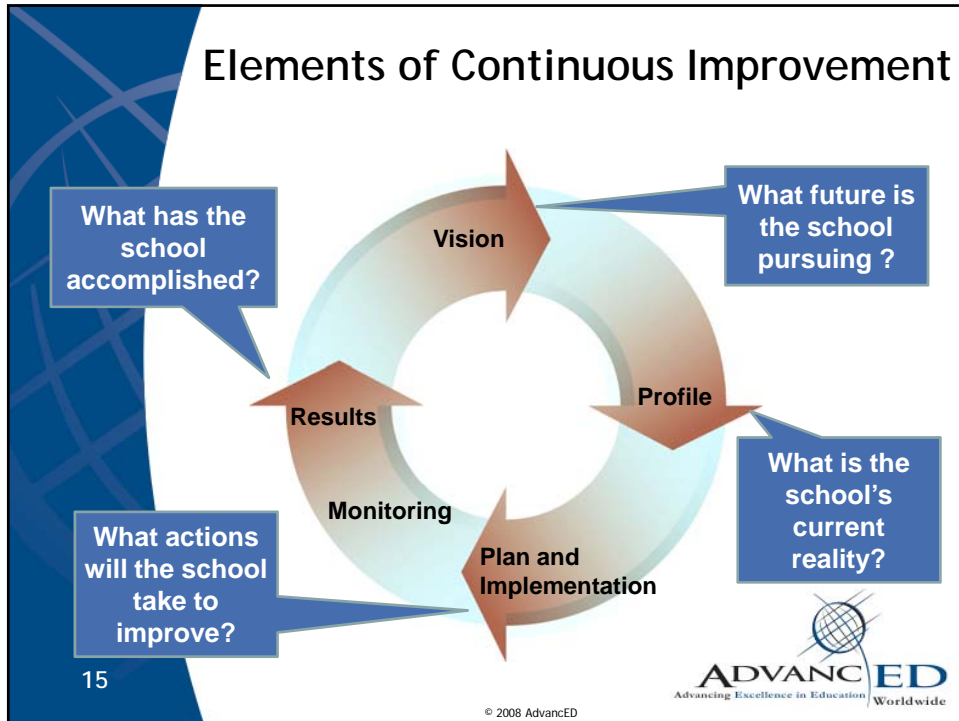 Elements of Continuous Improvement
What has the
school
accomplished?
Vision
What future is
the school
pursuing ?
Results
Profile
Monitoring
What is the
school’s
current
reality?
What actions
will the school
take to
improve?
Plan and
Implementation
15
© 2008 AdvancED
ADVANCED
Advancing Excellence in Education
Worldwide